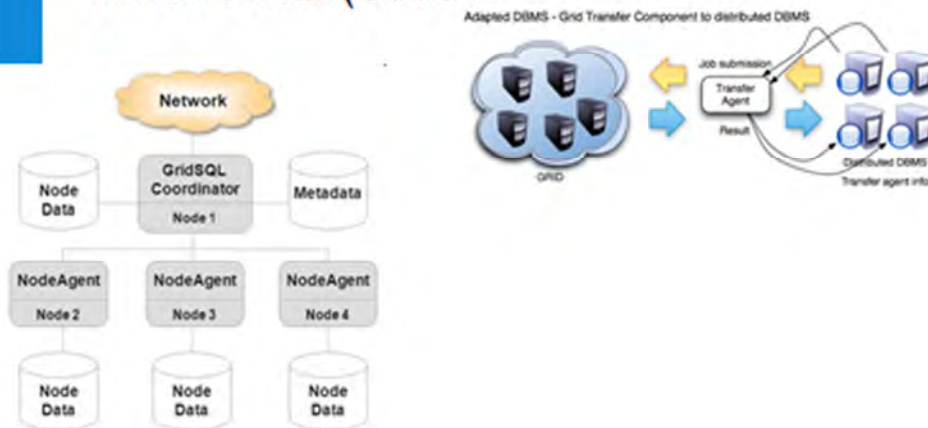 Adapted DBMS - Grid Transfer Component to distributed DBMS
Network
Node
Data
GridSQL
Coordinator
Node 1
Metadata
NodeAgent
Node 2
NodeAgent
Node 3
NodeAgent
Node 4
Node
Data
Node
Data
Node
Data
GRID
Job submission
Transfer
Agent
Result
Distributed DBMS
Transfer agent info